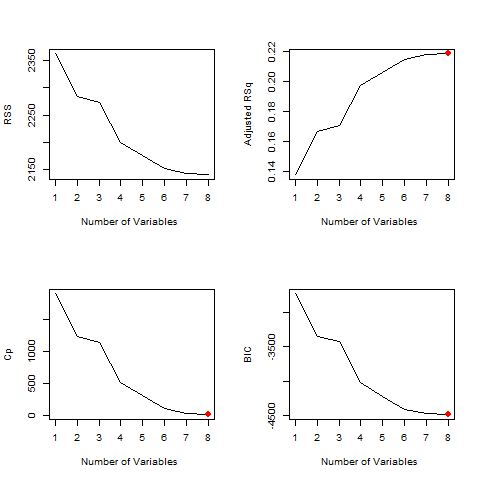 RSS
2150
2250
2350
1 2 3 4 5 6 7 8
Number of Variables
Adjusted RSq
0.14
0.16
0.18
0.20
0.22
1 2 3 4 5 6 7 8
Number of Variables
Cp
0
500
1000
1 2 3 4 5 6 7 8
Number of Variables
BIC
-4500
-3500
1 2 3 4 5 6 7 8
Number of Variables